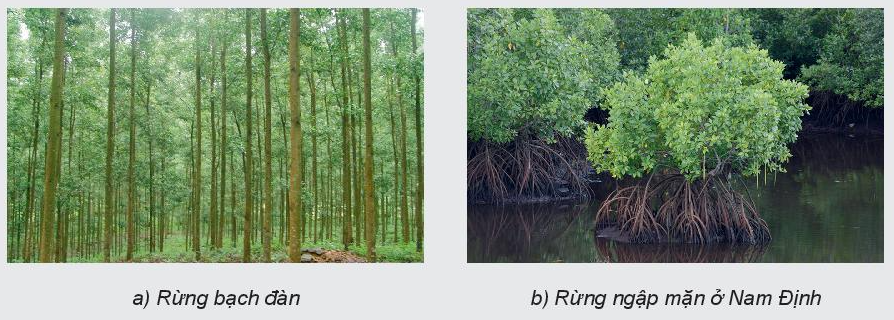 a) Rừng bạch đàn
b) Rừng ngập mặn ở Nam Định